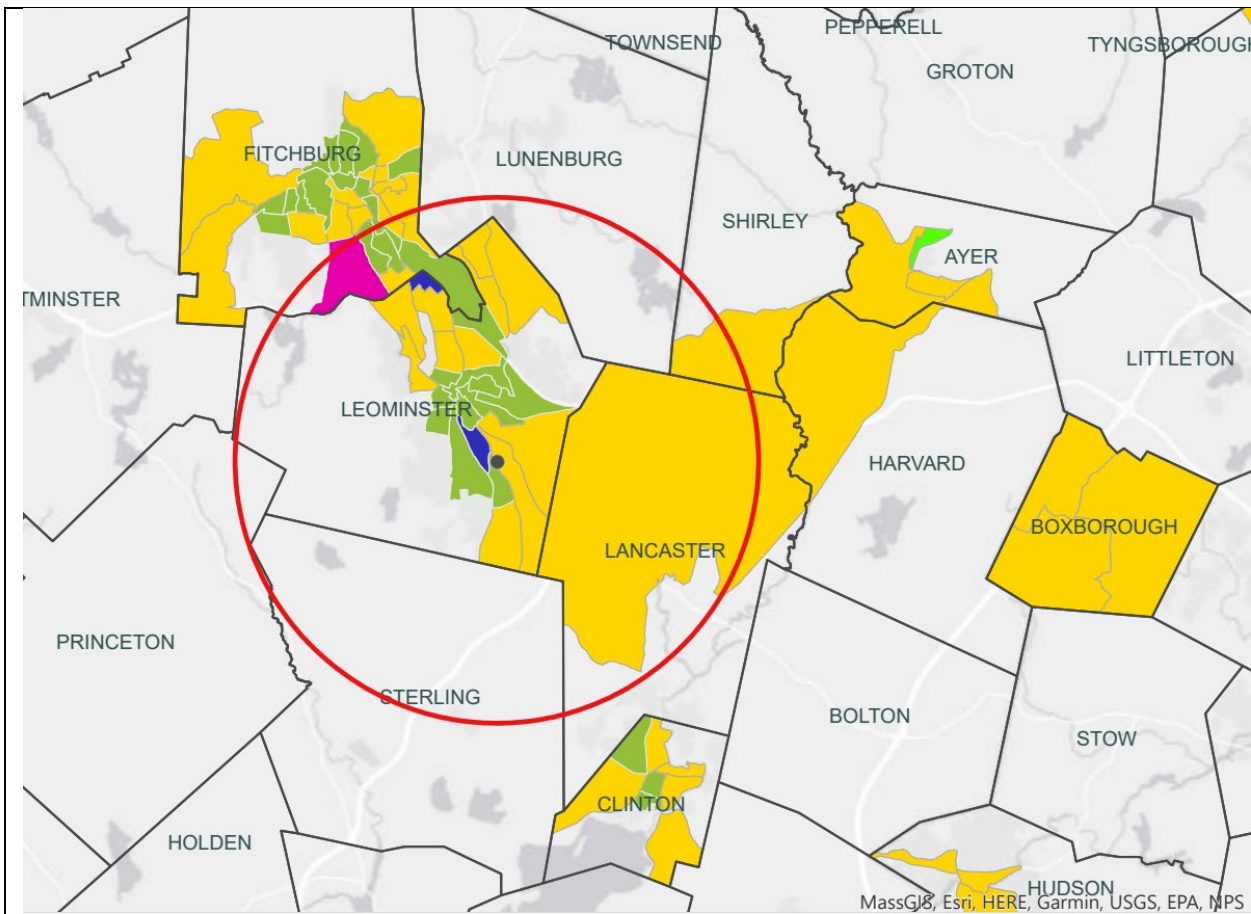 PEPPERELL
TOWNSEND
TYNGSBOROUGH
GROTON
FITCHBURG
LUNENBURG
SHIRLEY
AYER
TMINSTER
LITTLETON
LEOMINSTER
HARVARD
BOXBOROUGH
LANCASTER
PRINCETON
STERLING
BOLTON
STOW
CLINTON
HOLDEN
HUDSON
MassGIS, Esri, HERE, Garmin, USGS, EPA, NPS